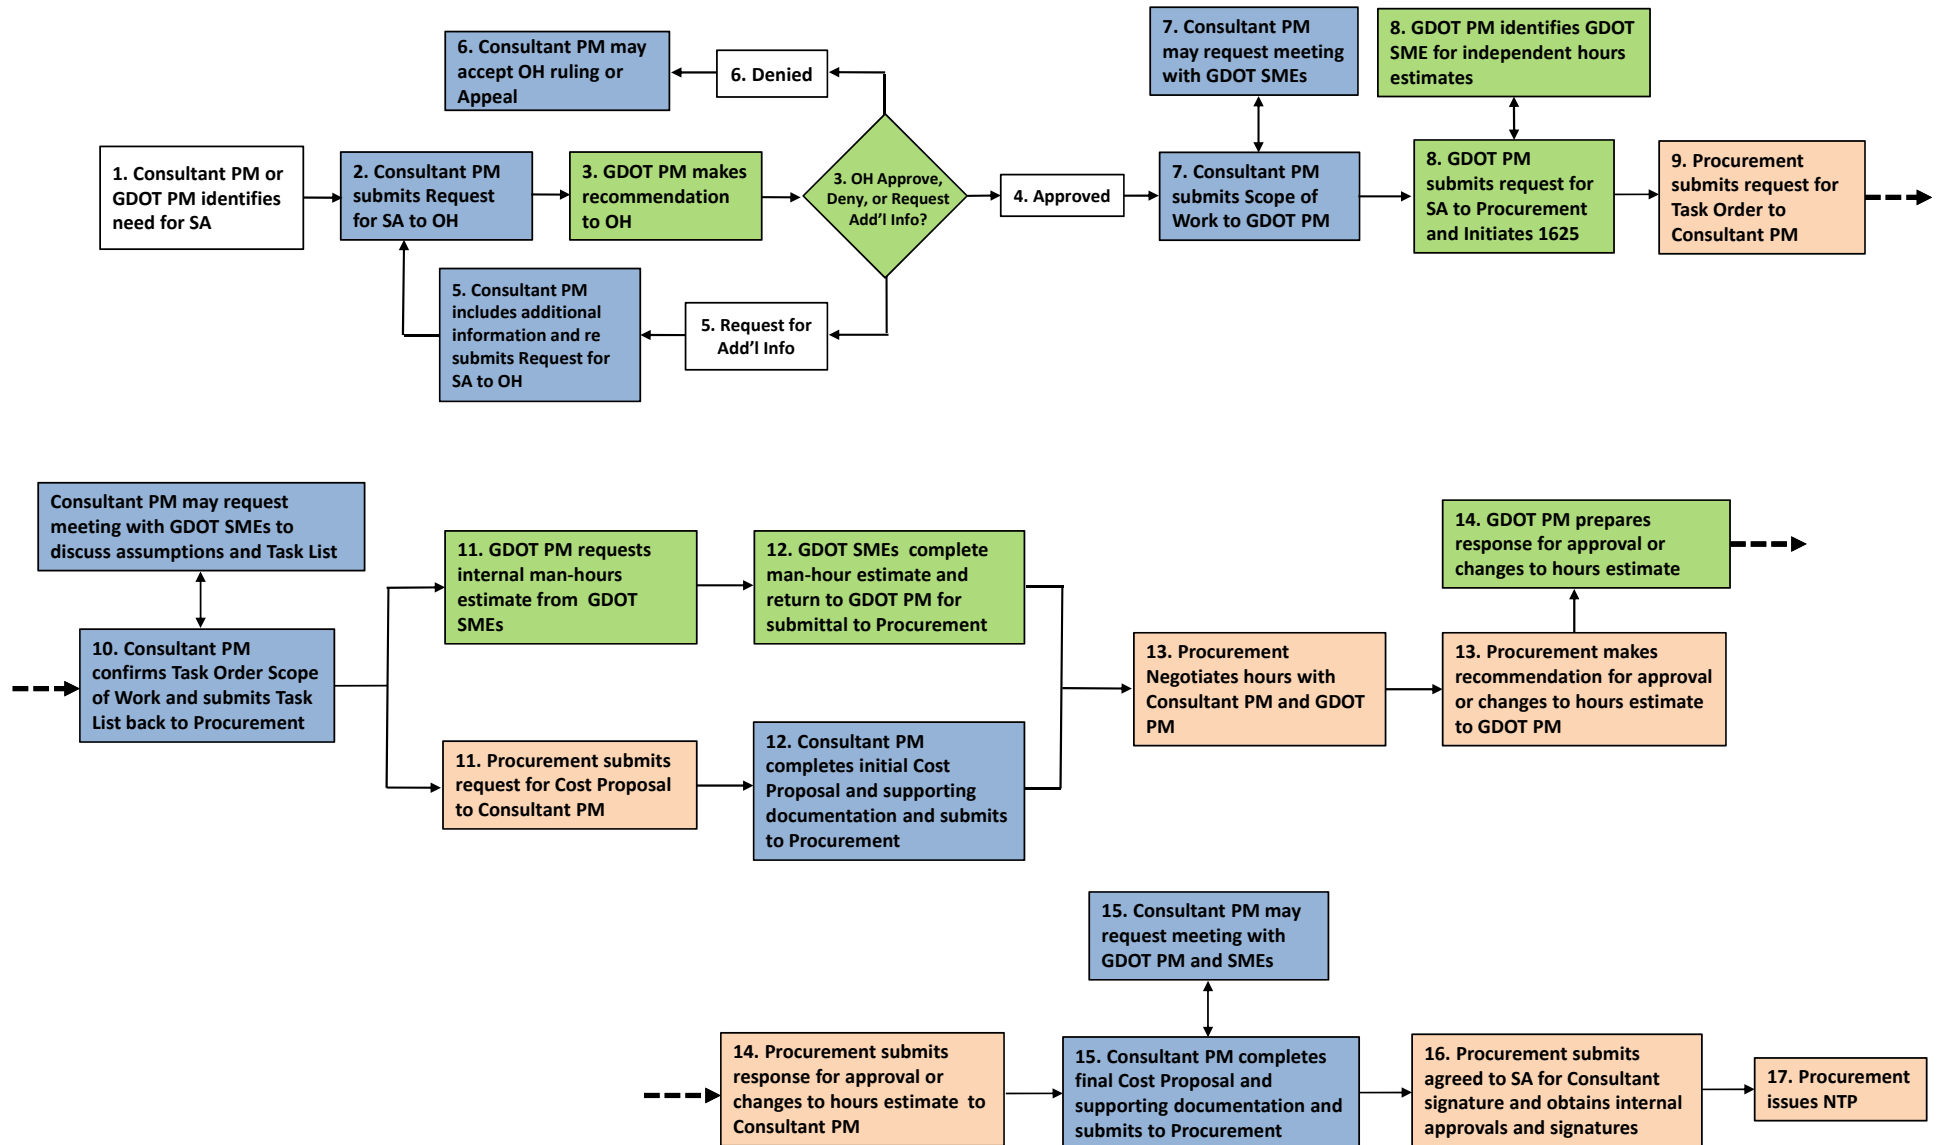 6. Consultant PM may
accept OH ruling or
Appeal
6. Denied
7. Consultant PM
may request meeting
with GDOT SMEs
8. GDOT PM identifies GDOT
SME for independent hours
estimates
1. Consultant PM or
GDOT PM identifies
need for SA
2. Consultant PM
submits Request
for SA to OH
3. GDOT PM makes
recommendation
to OH
3. OH Approve,
Deny, or Request
Add'l Info?
4. Approved
7. Consultant PM
submits Scope of
Work to GDOT PM
8. GDOT PM
submits request for
SA to Procurement
and Initiates 1625
9. Procurement
submits request for
Task Order to
Consultant PM
5. Consultant PM
includes additional
information and re
submits Request for
SA to OH
5. Request for
Add'l Info
Consultant PM may request
meeting with GDOT SMEs to
discuss assumptions and Task List
10. Consultant PM
confirms Task Order Scope
of Work and submits Task
List back to Procurement
11. GDOT PM requests
internal man-hours
estimate from GDOT
SMEs
12. GDOT SMEs complete
man-hour estimate and
return to GDOT PM for
submittal to Procurement
11. Procurement submits
request for Cost Proposal
to Consultant PM
12. Consultant PM
completes initial Cost
Proposal and supporting
documentation and submits
to Procurement
13. Procurement
Negotiates hours with
Consultant PM and GDOT
PM
13. Procurement makes
recommendation for approval
or changes to hours estimate
to GDOT PM
14. GDOT PM prepares
response for approval or
changes to hours estimate
14. Procurement submits
response for approval or
changes to hours estimate to
Consultant PM
15. Consultant PM may
request meeting with
GDOT PM and SMEs
15. Consultant PM completes
final Cost Proposal and
supporting documentation and
submits to Procurement
16. Procurement submits
agreed to SA for Consultant
signature and obtains internal
approvals and signatures
17. Procurement
issues NTP